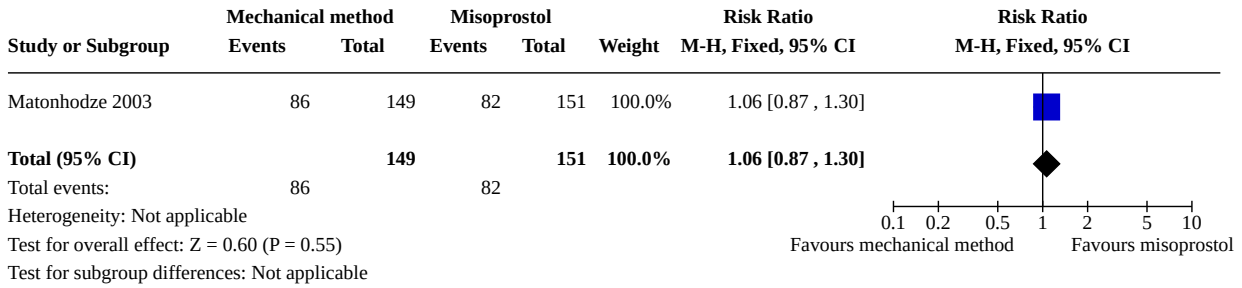 Mechanical method Misoprostol Risk Ratio Risk Ratio
Study or Subgroup Events Total Events Total Weight M-H, Fixed, 95% CI M-H, Fixed, 95% CI
Matonhodze 2003 86 149 82 151 100.0% 1.06 [0.87 , 1.30]
Total (95% CI) 149 151 100.0% 1.06 [0.87 , 1.30]
Total events: 86 82
Heterogeneity: Not applicable
0.1 0.2 0.5 1 2 5 10
Test for overall effect: Z = 0.60 (P = 0.55) Favours mechanical method Favours misoprostol
Test for subgroup differences: Not applicable